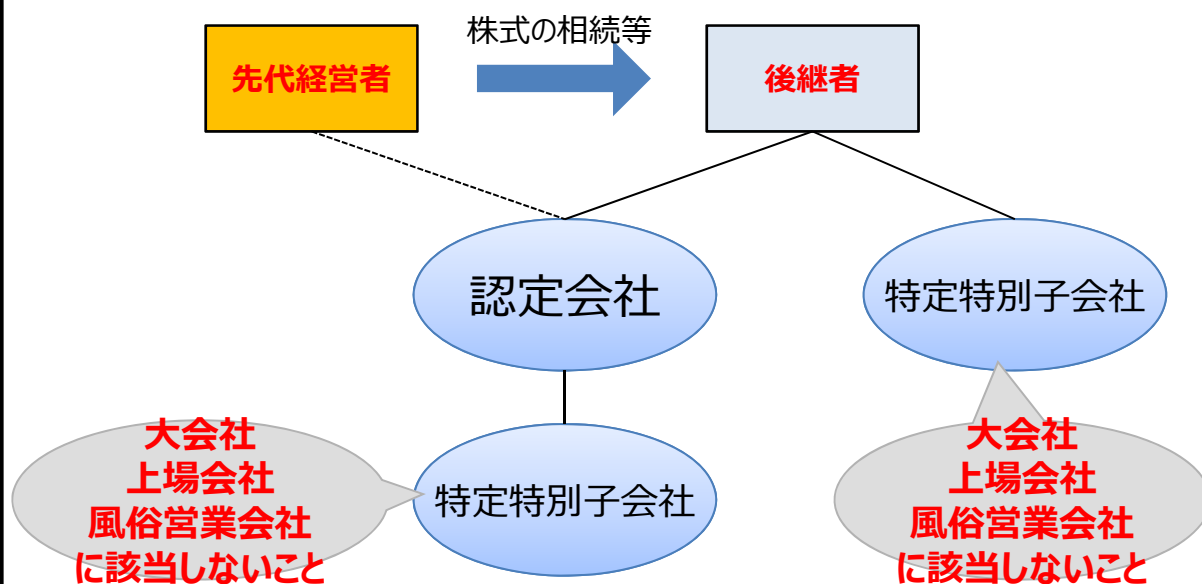 株式の相続等
先代経営者
後継者
認定会社
特定特別子会社
大会社
上場会社
風俗営業会社
に該当しないこと
特定特別子会社
大会社
上場会社
風俗営業会社
に該当しないこと